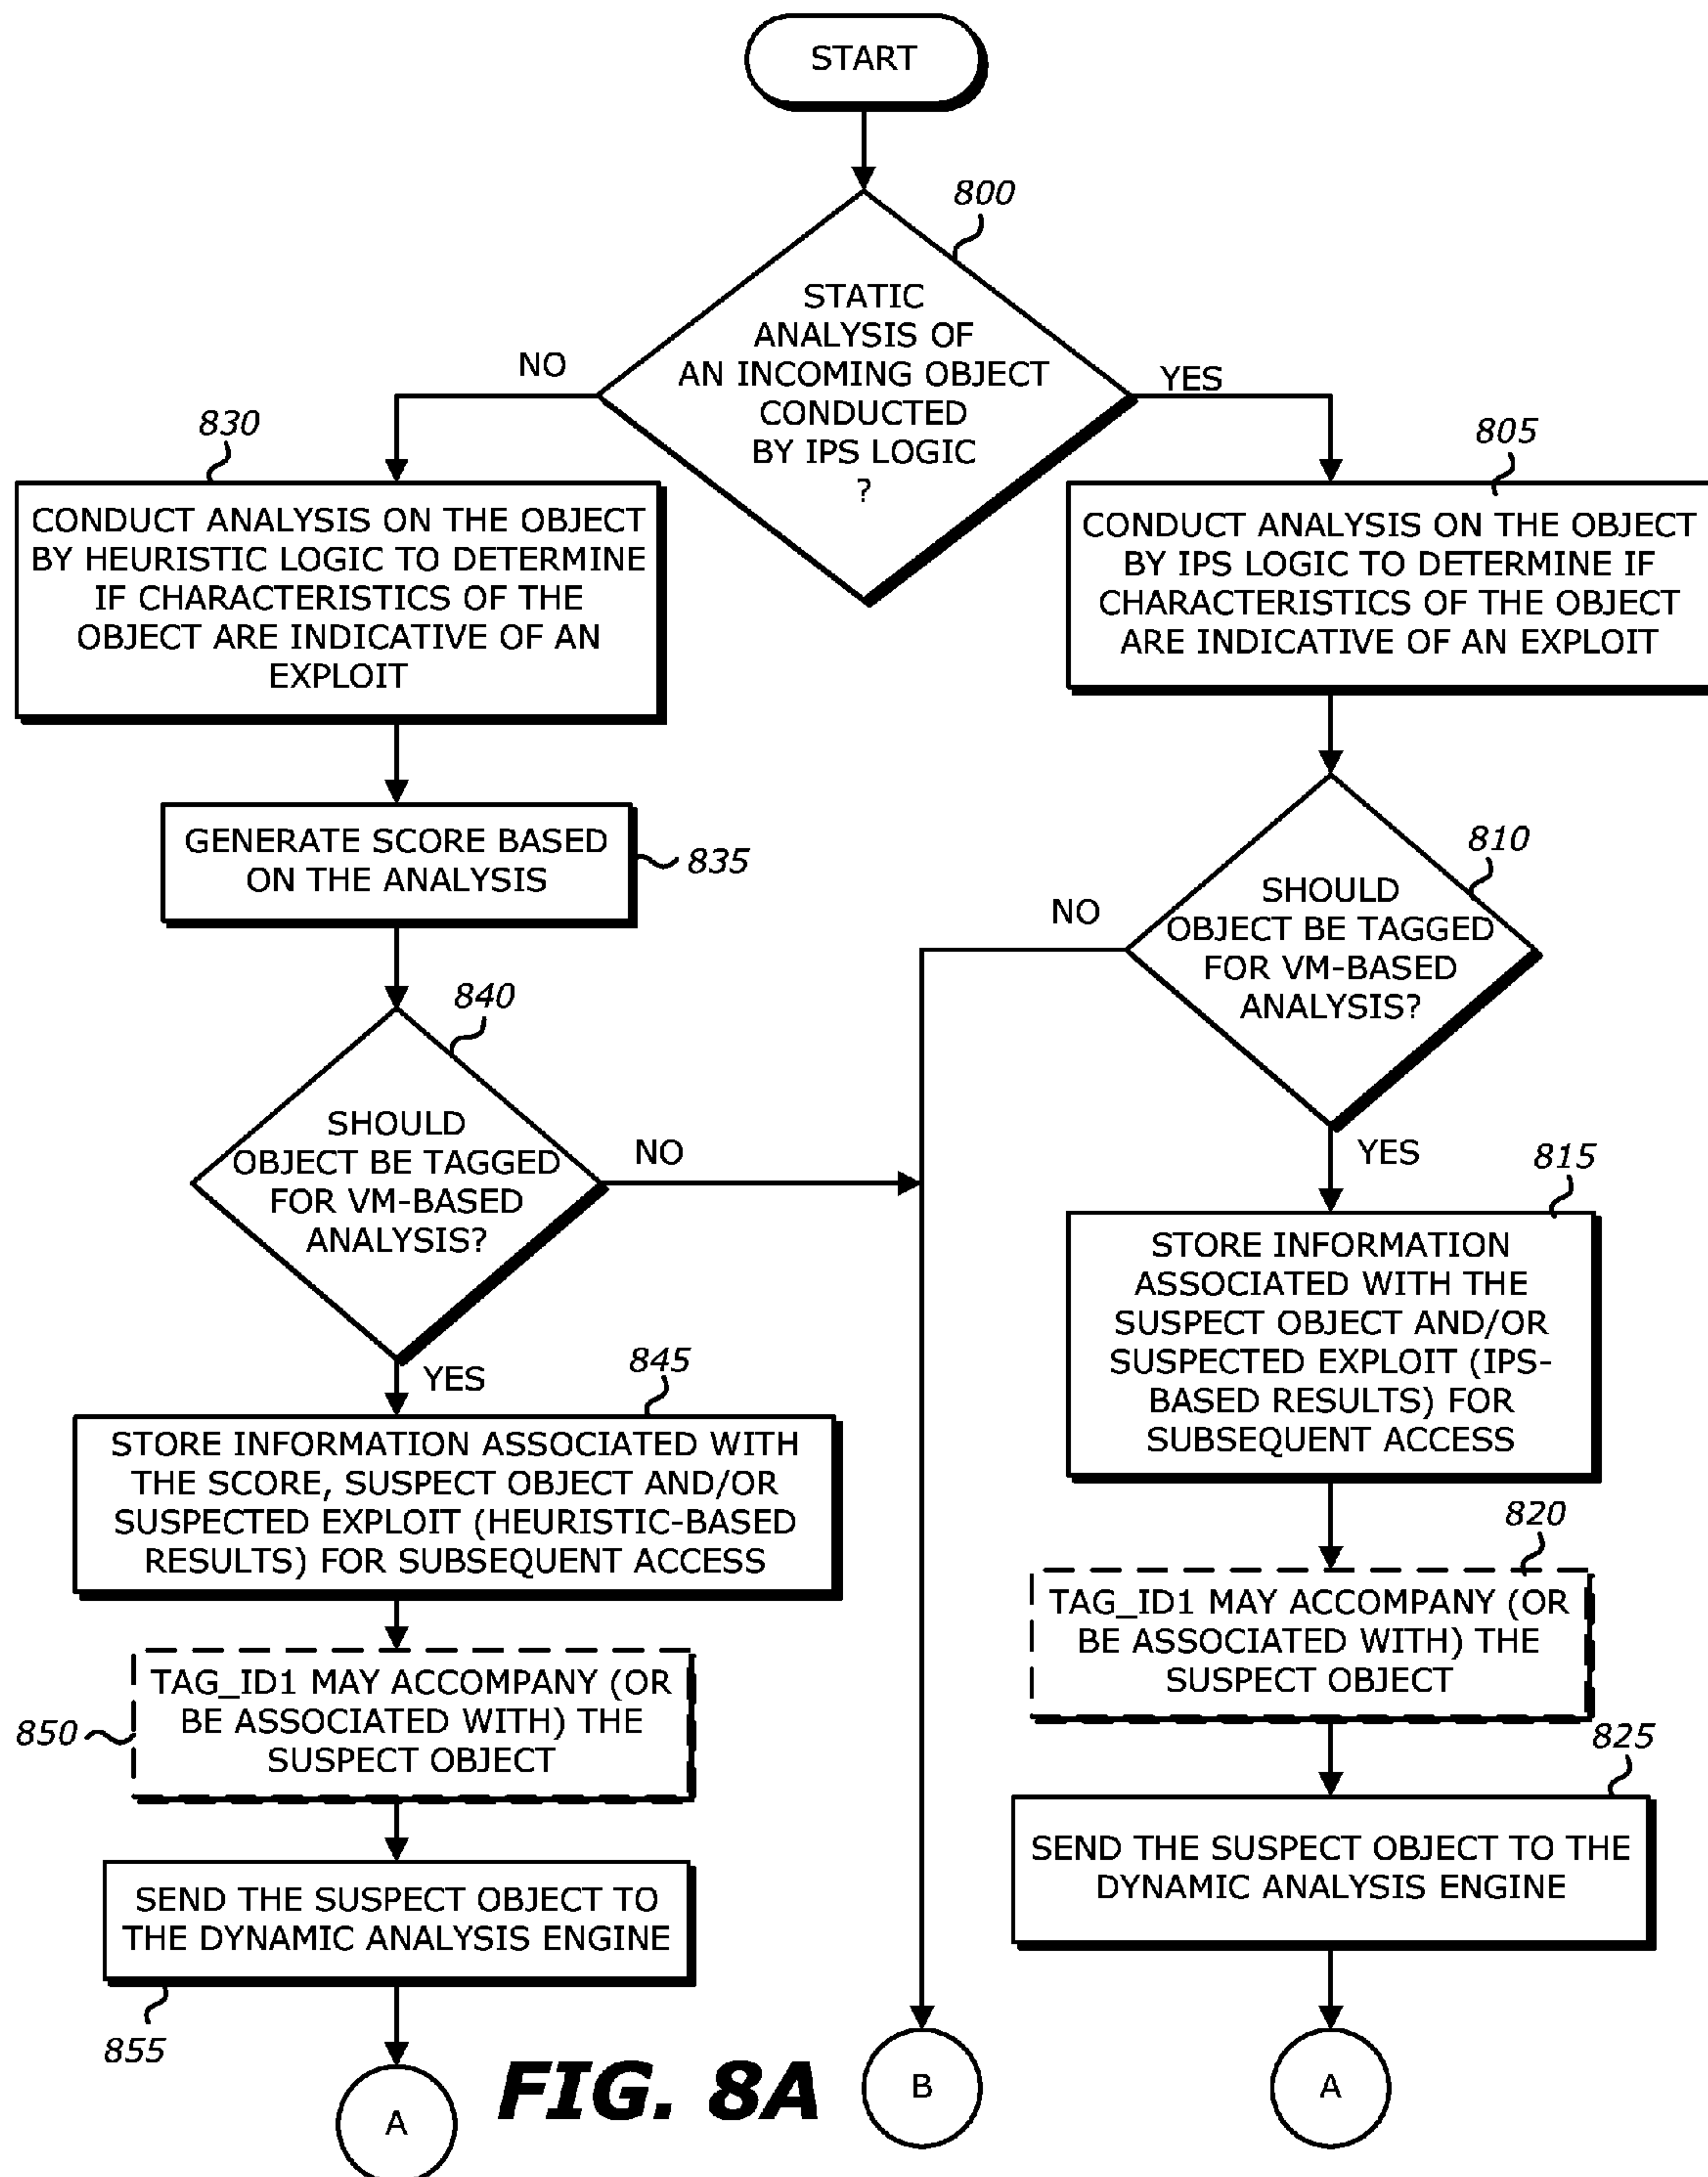 START
800
STATIC
ANALYSIS OF
AN INCOMING OBJECT
CONDUCTED
BY IPS LOGIC
?
NO
YES
830
CONDUCT ANALYSIS ON THE OBJECT
BY HEURISTIC LOGIC TO DETERMINE
IF CHARACTERISTICS OF THE
OBJECT ARE INDICATIVE OF AN
EXPLOIT
805
CONDUCT ANALYSIS ON THE OBJECT
BY IPS LOGIC TO DETERMINE IF
CHARACTERISTICS OF THE OBJECT
ARE INDICATIVE OF AN EXPLOIT
GENERATE SCORE BASED
ON THE ANALYSIS
835
810
SHOULD
OBJECT BE TAGGED
FOR VM-BASED
ANALYSIS?
NO
YES
840
SHOULD
OBJECT BE TAGGED
FOR VM-BASED
ANALYSIS?
NO
YES
815
STORE INFORMATION
ASSOCIATED WITH THE
SUSPECT OBJECT AND/OR
SUSPECTED EXPLOIT (IPS-
BASED RESULTS) FOR
SUBSEQUENT ACCESS
845
STORE INFORMATION ASSOCIATED WITH
THE SCORE, SUSPECT OBJECT AND/OR
SUSPECTED EXPLOIT (HEURISTIC-BASED
RESULTS) FOR SUBSEQUENT ACCESS
820
TAG_ID1 MAY ACCOMPANY (OR
BE ASSOCIATED WITH) THE
SUSPECT OBJECT
850
TAG_ID1 MAY ACCOMPANY (OR
BE ASSOCIATED WITH) THE
SUSPECT OBJECT
825
SEND THE SUSPECT OBJECT TO THE
DYNAMIC ANALYSIS ENGINE
SEND THE SUSPECT OBJECT TO
THE DYNAMIC ANALYSIS ENGINE
855
A
FIG. 8A
B
A